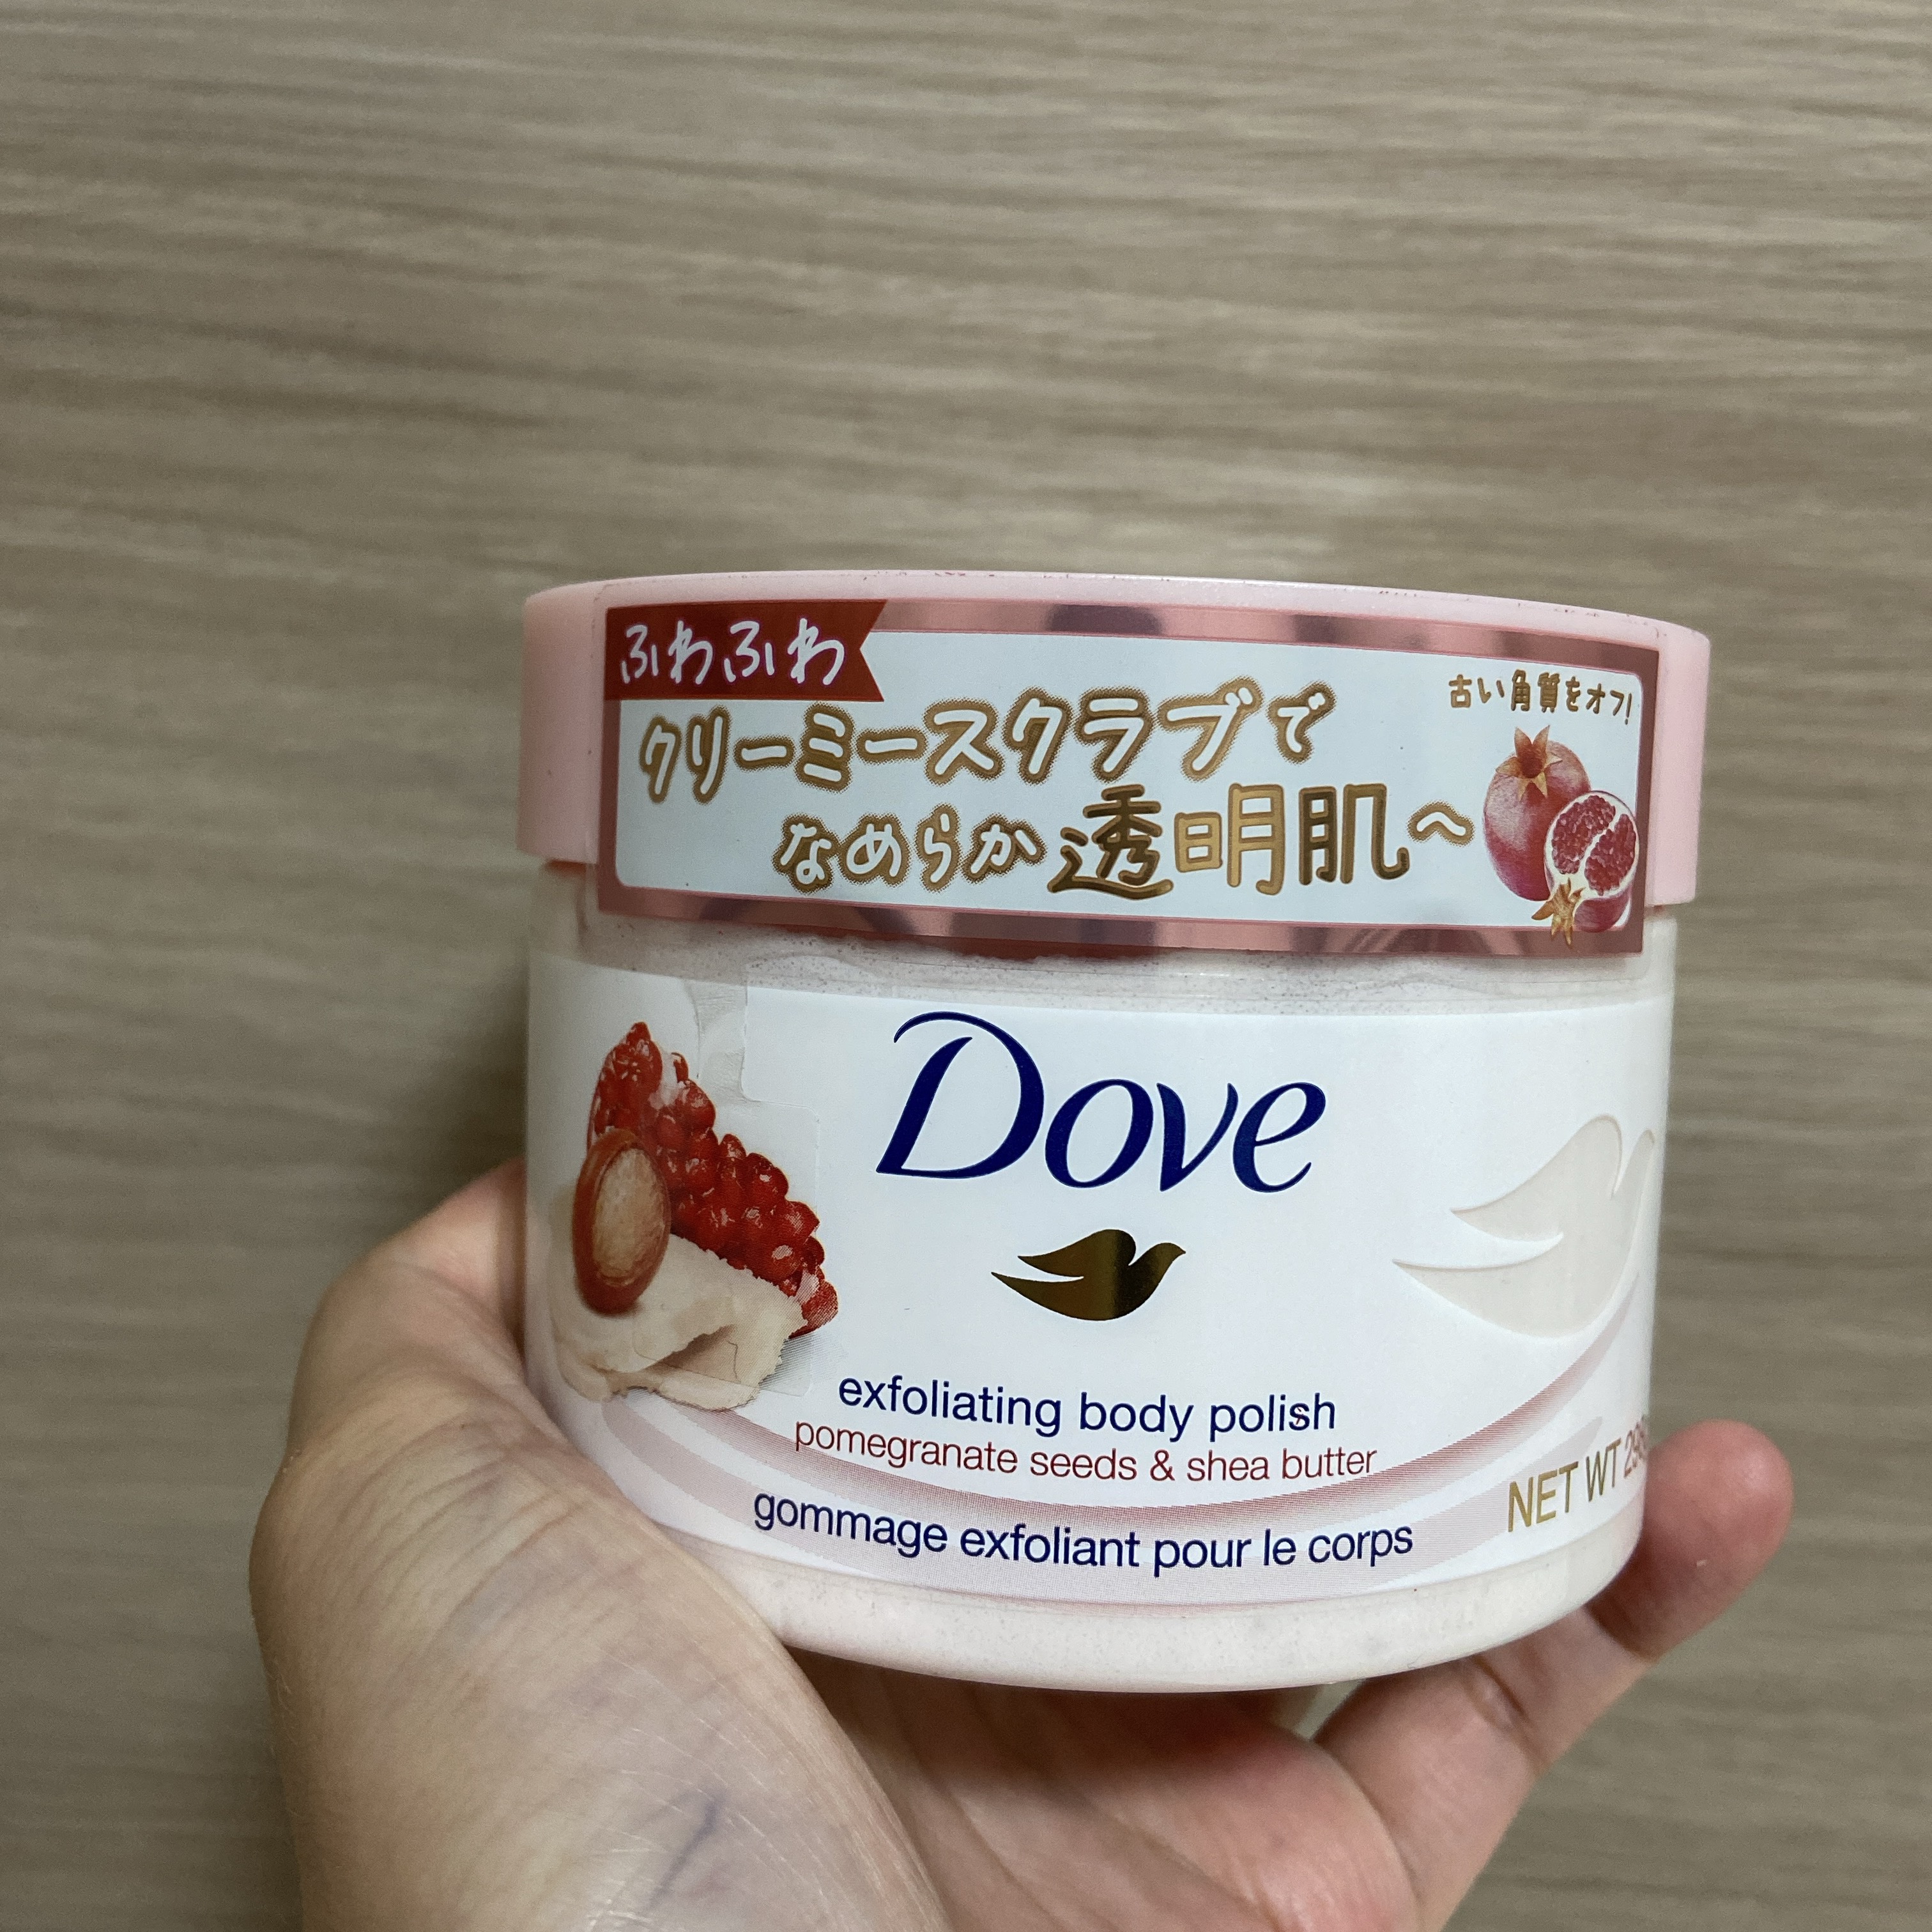 ふわふわ
クリーミースクラブで
なめらか透明肌へ
古い角質をオフ!
Dove
exfoliating body polish
pomegranate seeds & shea butter
gommage exfoliant pour le corps
NET WT